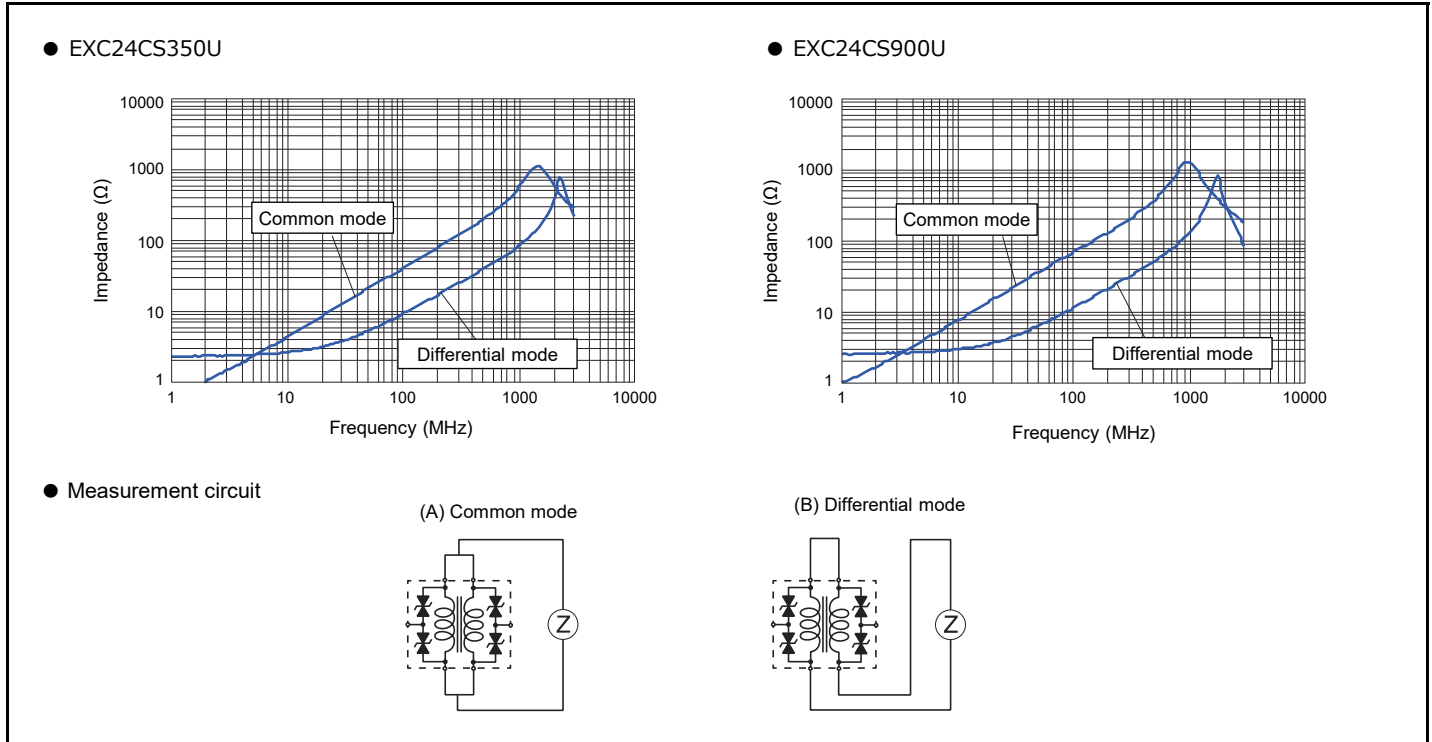 ● EXC24CS350U
10000
1000
100
10
1
Impedance (Ω)
Common mode
Differential mode
1 10 100 1000 10000
Frequency (MHz)
● EXC24CS900U
10000
1000
100
10
1
Impedance (Ω)
Common mode
Differential mode
1 10 100 1000 10000
Frequency (MHz)
● Measurement circuit
(A) Common mode
Z
(B) Differential mode
Z